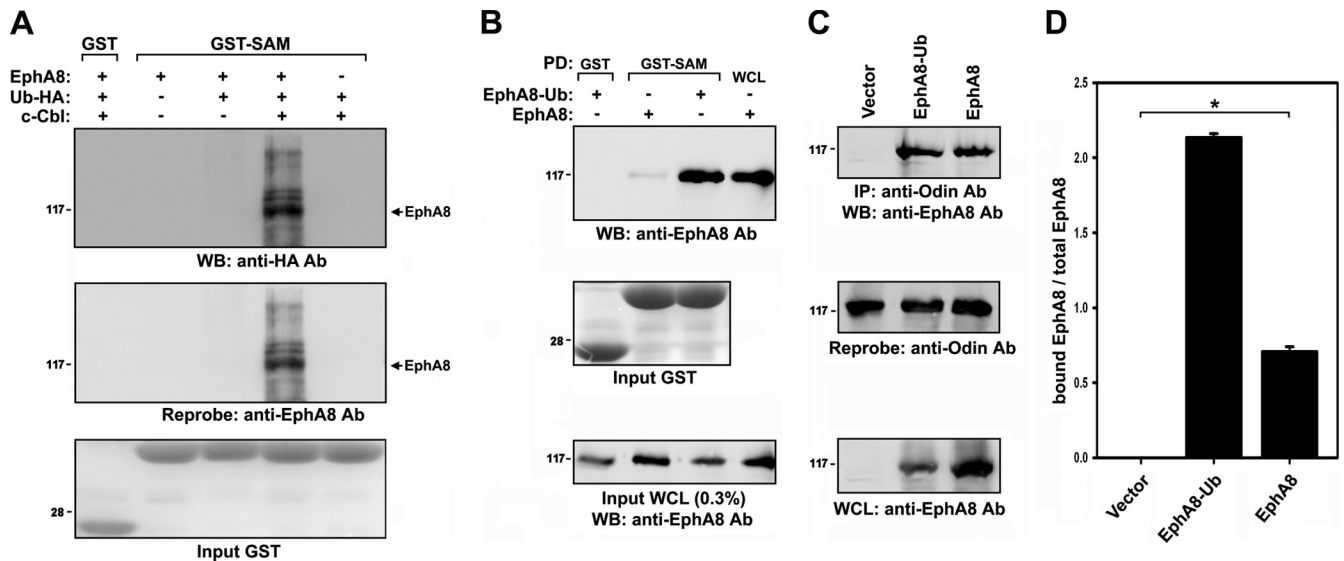 A
GST GST-SAM
EphA8: + + + + -
Ub-HA: + - + + +
c-Cbl: + - - + +
117-
EphA8
WB: anti-HA Ab
117-
EphA8
Reprobe: anti-EphA8 Ab
28-
Input GST
B
PD: GST GST-SAM WCL
EphA8-Ub: + - + -
EphA8: - + - +
117-
WB: anti-EphA8 Ab
28-
Input GST
117-
Input WCL (0.3%)
WB: anti-EphA8 Ab
C
Vector EphA8-Ub EphA8
117-
IP: anti-Odin Ab
WB: anti-EphA8 Ab
117-
Reprobe: anti-Odin Ab
117-
WCL: anti-EphA8 Ab
D
bound EphA8 / total EphA8
2.5
*
2.0
1.5
1.0
0.5
0.0
Vector EphA8-Ub EphA8